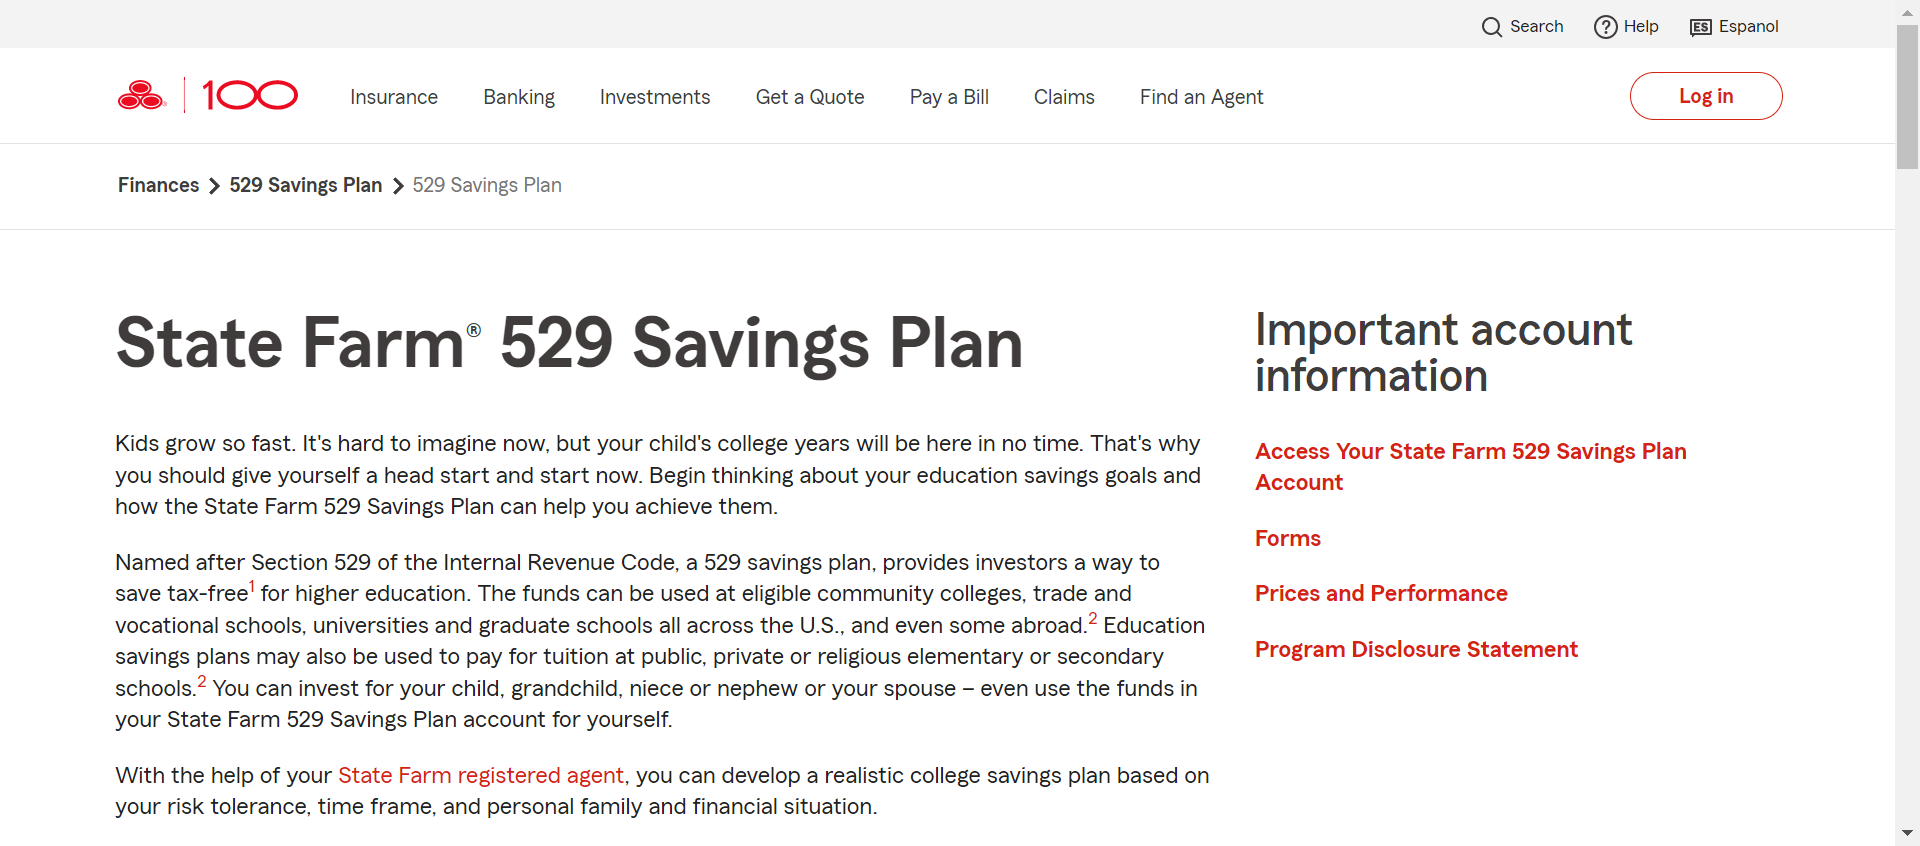 Search Help ES Espanol
100 Insurance Banking Investments Get a Quote Pay a Bill Claims Find an Agent Log in
Finances 529 Savings Plan 529 Savings Plan
State Farm® 529 Savings Plan
Kids grow so fast. It's hard to imagine now, but your child's college years will be here in no time. That's why
you should give yourself a head start and start now. Begin thinking about your education savings goals and
how the State Farm 529 Savings Plan can help you achieve them.
Named after Section 529 of the Internal Revenue Code, a 529 savings plan, provides investors a way to
save tax-free1 for higher education. The funds can be used at eligible community colleges, trade and
vocational schools, universities and graduate schools all across the U.S., and even some abroad.2 Education
savings plans may also be used to pay for tuition at public, private or religious elementary or secondary
schools.2 You can invest for your child, grandchild, niece or nephew or your spouse – even use the funds in
your State Farm 529 Savings Plan account for yourself.
With the help of your State Farm registered agent, you can develop a realistic college savings plan based on
your risk tolerance, time frame, and personal family and financial situation.
Important account
information
Access Your State Farm 529 Savings Plan
Account
Forms
Prices and Performance
Program Disclosure Statement